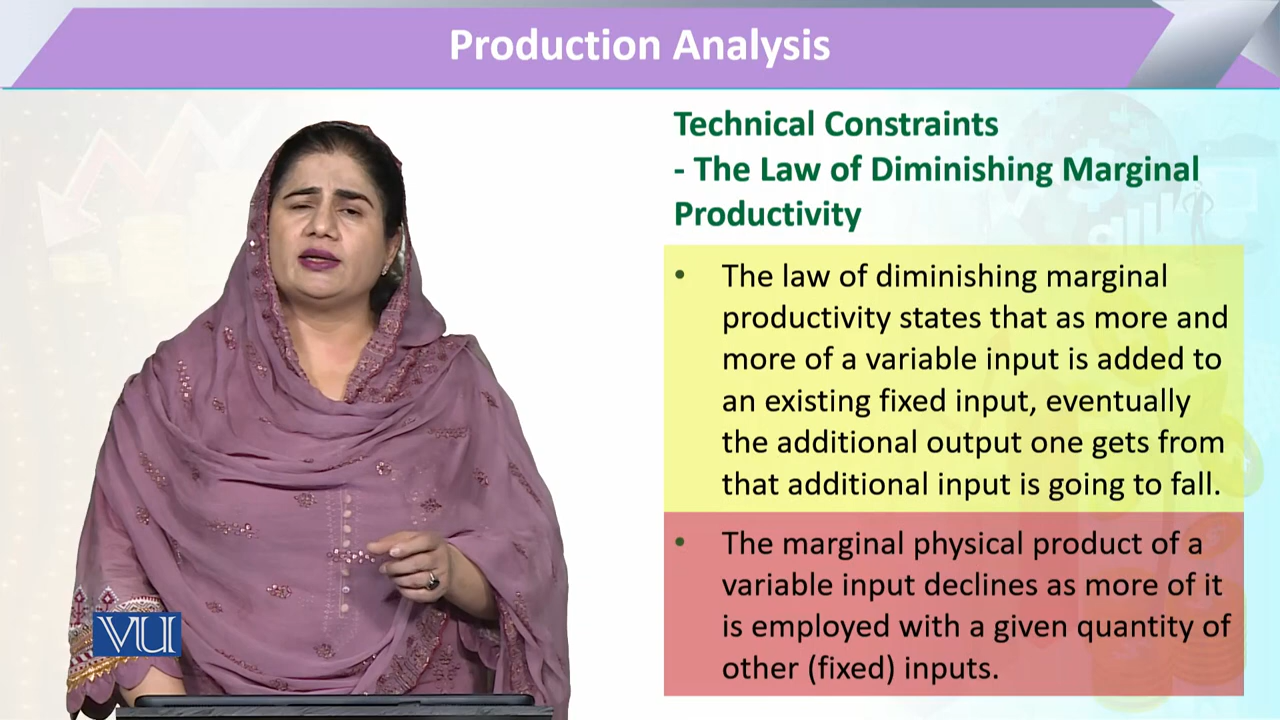 Production Analysis
Technical Constraints
- The Law of Diminishing Marginal
Productivity
• The law of diminishing marginal
productivity states that as more and
more of a variable input is added to
an existing fixed input, eventually
the additional output one gets from
that additional input is going to fall.
• The marginal physical product of a
variable input declines as more of it
is employed with a given quantity of
other (fixed) inputs.
VU